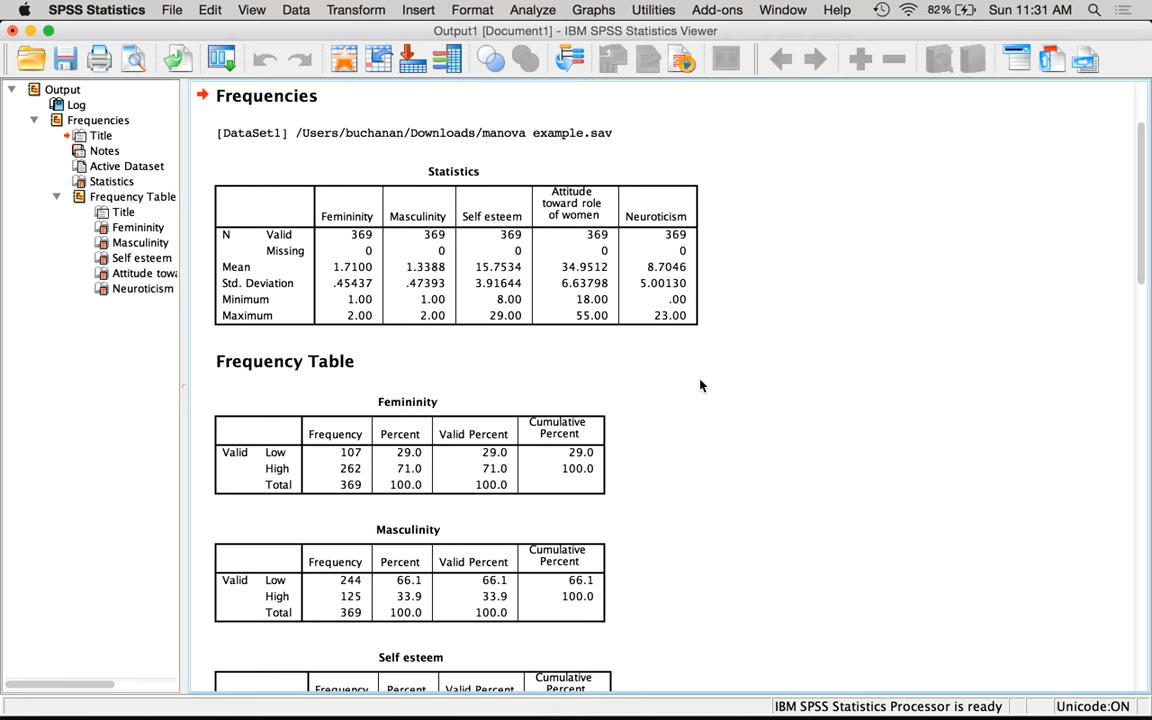 SPSS Statistics File Edit View Data Transform Insert Format Analyze Graphs Utilities Add-ons Window Help 82% Sun 11:31 AM
Output1 [Document1] - IBM SPSS Statistics Viewer
Output
Log
Frequencies
Title
Notes
Active Dataset
Statistics
Frequency Table
Title
Femininity
Masculinity
Self esteem
Attitude towa
Neuroticism
Frequencies
[DataSet1] /Users/buchanan/Downloads/manova example.sav
Statistics
Femininity Masculinity Self esteem Attitude toward role of women Neuroticism
N Valid 369 369 369 369 369
Missing 0 0 0 0 0
Mean 1.7100 1.3388 15.7534 34.9512 8.7046
Std. Deviation .45437 .47393 3.91644 6.63798 5.00130
Minimum 1.00 1.00 8.00 18.00 .00
Maximum 2.00 2.00 29.00 55.00 23.00
Frequency Table
Femininity
Frequency Percent Valid Percent Cumulative Percent
Valid Low 107 29.0 29.0 29.0
High 262 71.0 71.0 100.0
Total 369 100.0 100.0
Masculinity
Frequency Percent Valid Percent Cumulative Percent
Valid Low 244 66.1 66.1 66.1
High 125 33.9 33.9 100.0
Total 369 100.0 100.0
Self esteem
Frequency Percent Valid Percent Cumulative Percent
IBM SPSS Statistics Processor is ready Unicode:ON